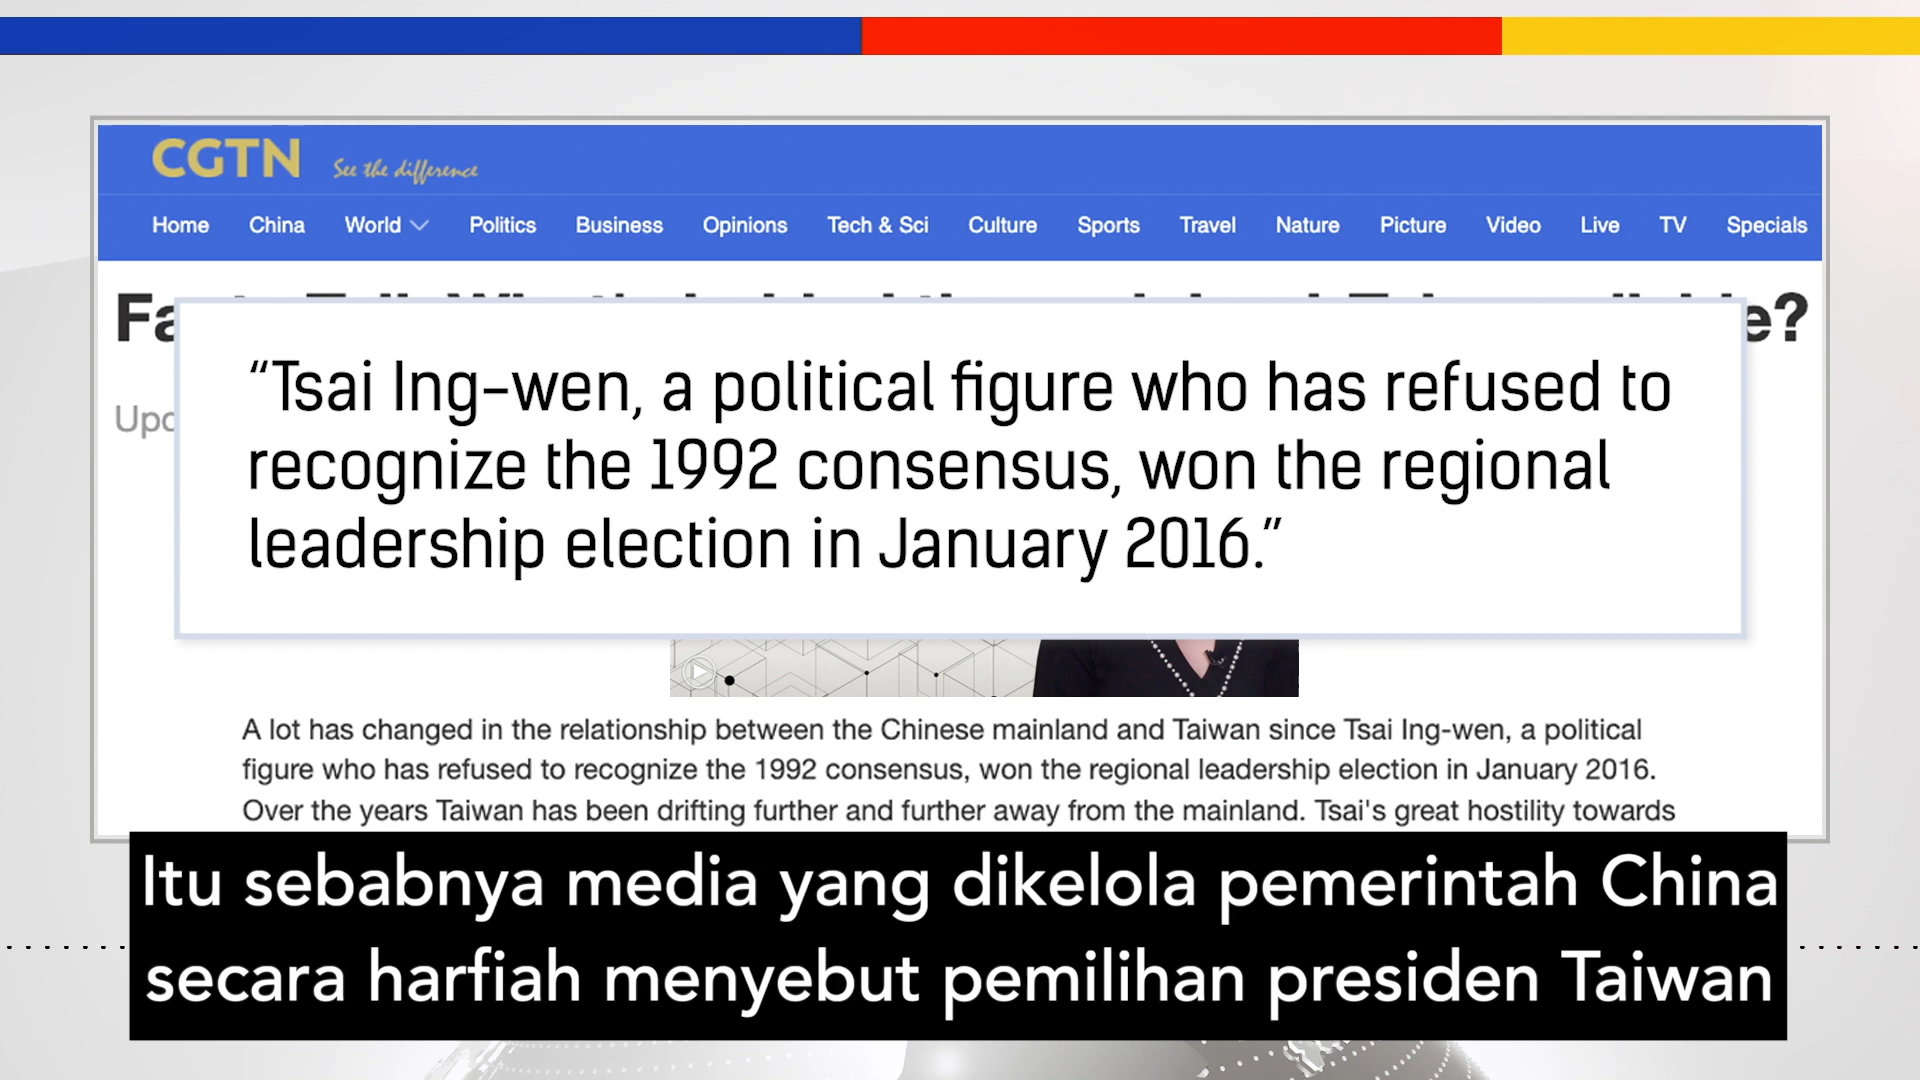 CGTN See the difference
Home China World Politics Business Opinions Tech & Sci Culture Sports Travel Nature Picture Video Live TV Specials
“Tsai Ing-wen, a political figure who has refused to
recognize the 1992 consensus, won the regional
leadership election in January 2016.”
A lot has changed in the relationship between the Chinese mainland and Taiwan since Tsai Ing-wen, a political
figure who has refused to recognize the 1992 consensus, won the regional leadership election in January 2016.
Over the years Taiwan has been drifting further and further away from the mainland. Tsai's great hostility towards
Itu sebabnya media yang dikelola pemerintah China
secara harfiah menyebut pemilihan presiden Taiwan